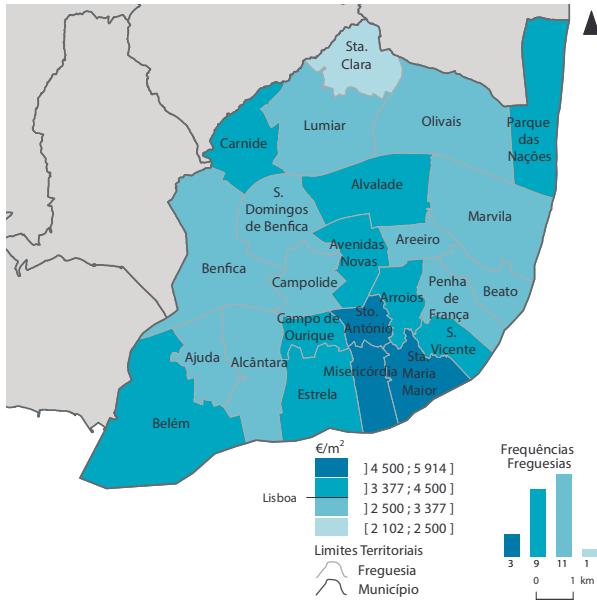 Sta.
Clara
Lumiar
Olivais
Parque
das
Nações
Carnide
Alvalade
S.
Domingos
de Benfica
Marvila
Avenidas
Novas
Areeiro
Benfica
Campolide
Penha
de
França
Beato
Arroios
Sto.
António
Campo de
Ourique
S.
Vicente
Ajuda
Alcântara
Misericórdia
Sta.
Maria
Maior
Estrela
Belém
€/m²
] 4 500 ; 5 914 ]
] 3 377 ; 4 500 ]
Lisboa
] 2 500 ; 3 377 ]
[ 2 102 ; 2 500 ]
Limites Territoriais
Freguesia
Município
Frequências
Freguesias
3 9 11 1
0 1 km